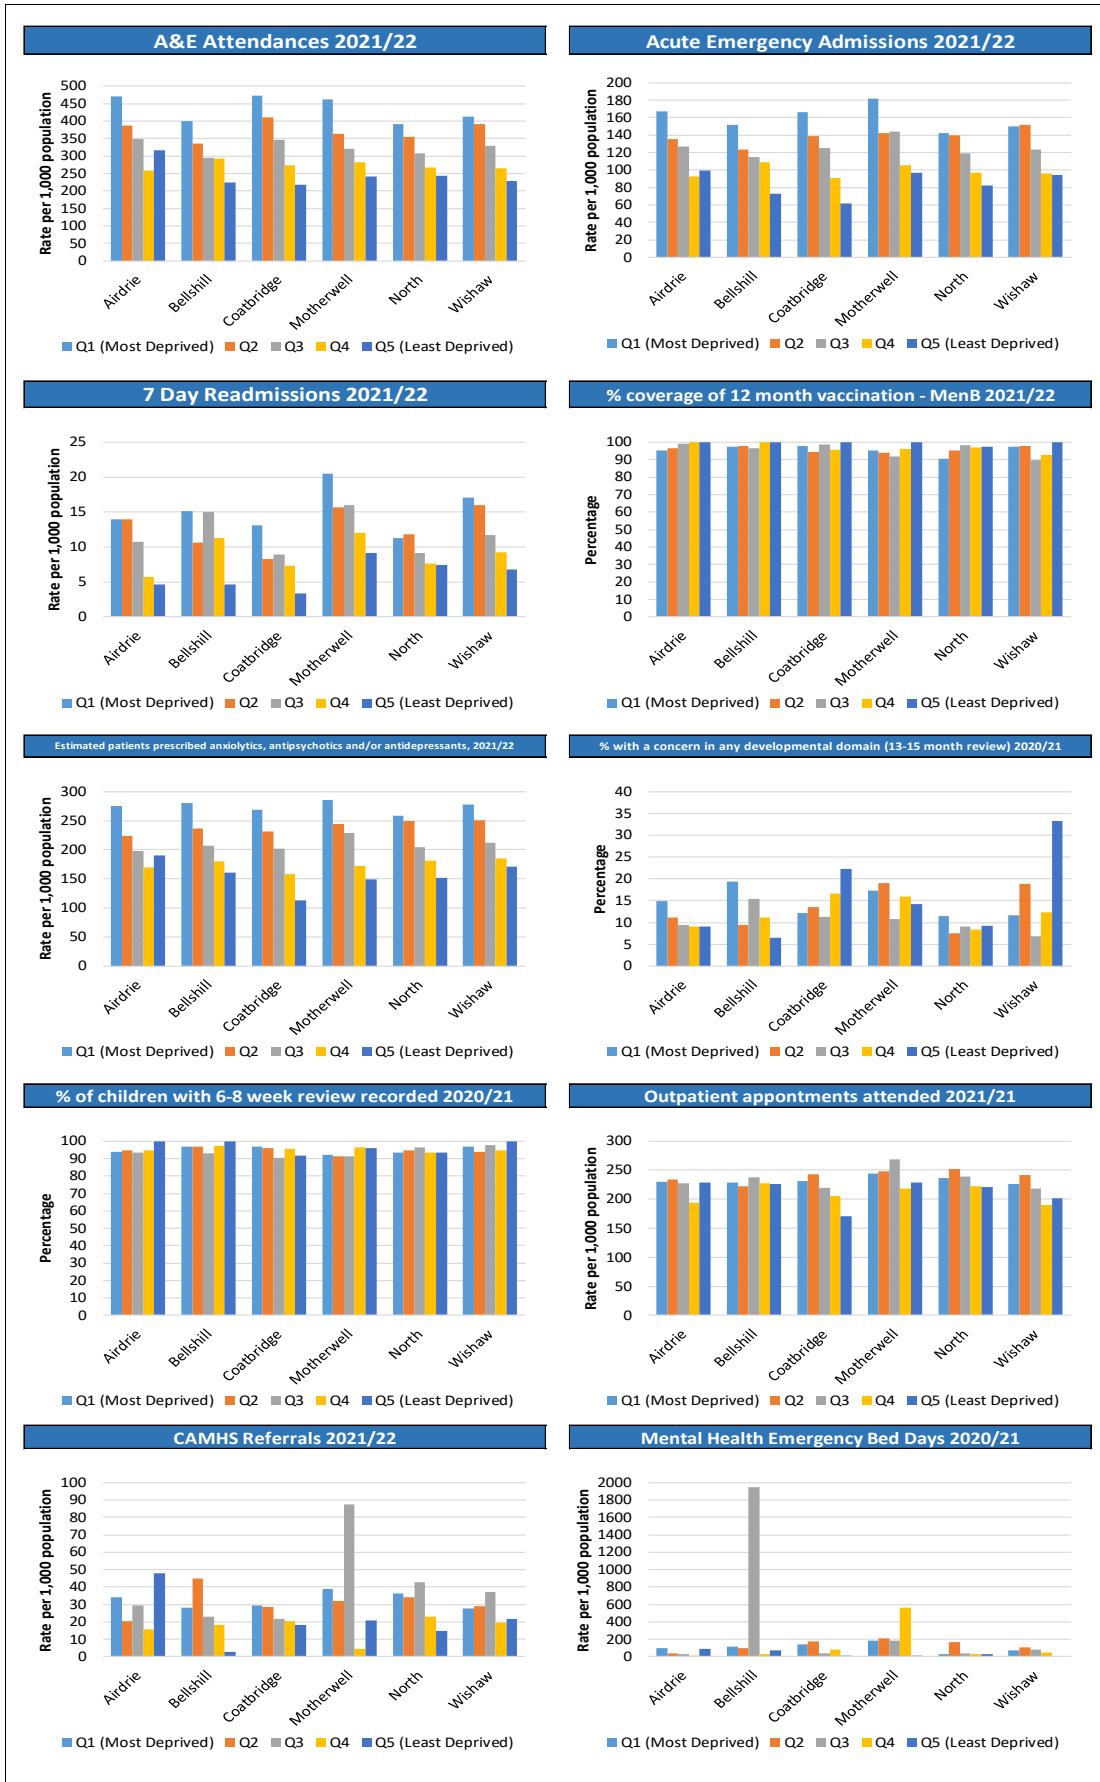 A&E Attendances 2021/22
Rate per 1,000 population
500
450
400
350
300
250
200
150
100
50
0
Airdrie
Bellshill
Coatbridge
Motherwell
North
Wishaw
Q1 (Most Deprived) Q2 Q3 Q4 Q5 (Least Deprived)
Acute Emergency Admissions 2021/22
Rate per 1,000 population
200
180
160
140
120
100
80
60
40
20
0
Airdrie
Bellshill
Coatbridge
Motherwell
North
Wishaw
Q1 (Most Deprived) Q2 Q3 Q4 Q5 (Least Deprived)
7 Day Readmissions 2021/22
Rate per 1,000 population
25
20
15
10
5
0
Airdrie
Bellshill
Coatbridge
Motherwell
North
Wishaw
Q1 (Most Deprived) Q2 Q3 Q4 Q5 (Least Deprived)
% coverage of 12 month vaccination - MenB 2021/22
Percentage
100
90
80
70
60
50
40
30
20
10
0
Airdrie
Bellshill
Coatbridge
Motherwell
North
Wishaw
Q1 (Most Deprived) Q2 Q3 Q4 Q5 (Least Deprived)
Estimated patients prescribed anxiolytics, antipsychotics and/or antidepressants, 2021/22
Rate per 1,000 population
300
250
200
150
100
50
0
Airdrie
Bellshill
Coatbridge
Motherwell
North
Wishaw
Q1 (Most Deprived) Q2 Q3 Q4 Q5 (Least Deprived)
% with a concern in any developmental domain (13-15 month review) 2020/21
Percentage
40
35
30
25
20
15
10
5
0
Airdrie
Bellshill
Coatbridge
Motherwell
North
Wishaw
Q1 (Most Deprived) Q2 Q3 Q4 Q5 (Least Deprived)
% of children with 6-8 week review recorded 2020/21
Percentage
100
90
80
70
60
50
40
30
20
10
0
Airdrie
Bellshill
Coatbridge
Motherwell
North
Wishaw
Q1 (Most Deprived) Q2 Q3 Q4 Q5 (Least Deprived)
Outpatient appontments attended 2021/21
Rate per 1,000 population
300
250
200
150
100
50
0
Airdrie
Bellshill
Coatbridge
Motherwell
North
Wishaw
Q1 (Most Deprived) Q2 Q3 Q4 Q5 (Least Deprived)
CAMHS Referrals 2021/22
Rate per 1,000 population
100
90
80
70
60
50
40
30
20
10
0
Airdrie
Bellshill
Coatbridge
Motherwell
North
Wishaw
Q1 (Most Deprived) Q2 Q3 Q4 Q5 (Least Deprived)
Mental Health Emergency Bed Days 2020/21
Rate per 1,000 population
2000
1800
1600
1400
1200
1000
800
600
400
200
0
Airdrie
Bellshill
Coatbridge
Motherwell
North
Wishaw
Q1 (Most Deprived) Q2 Q3 Q4 Q5 (Least Deprived)